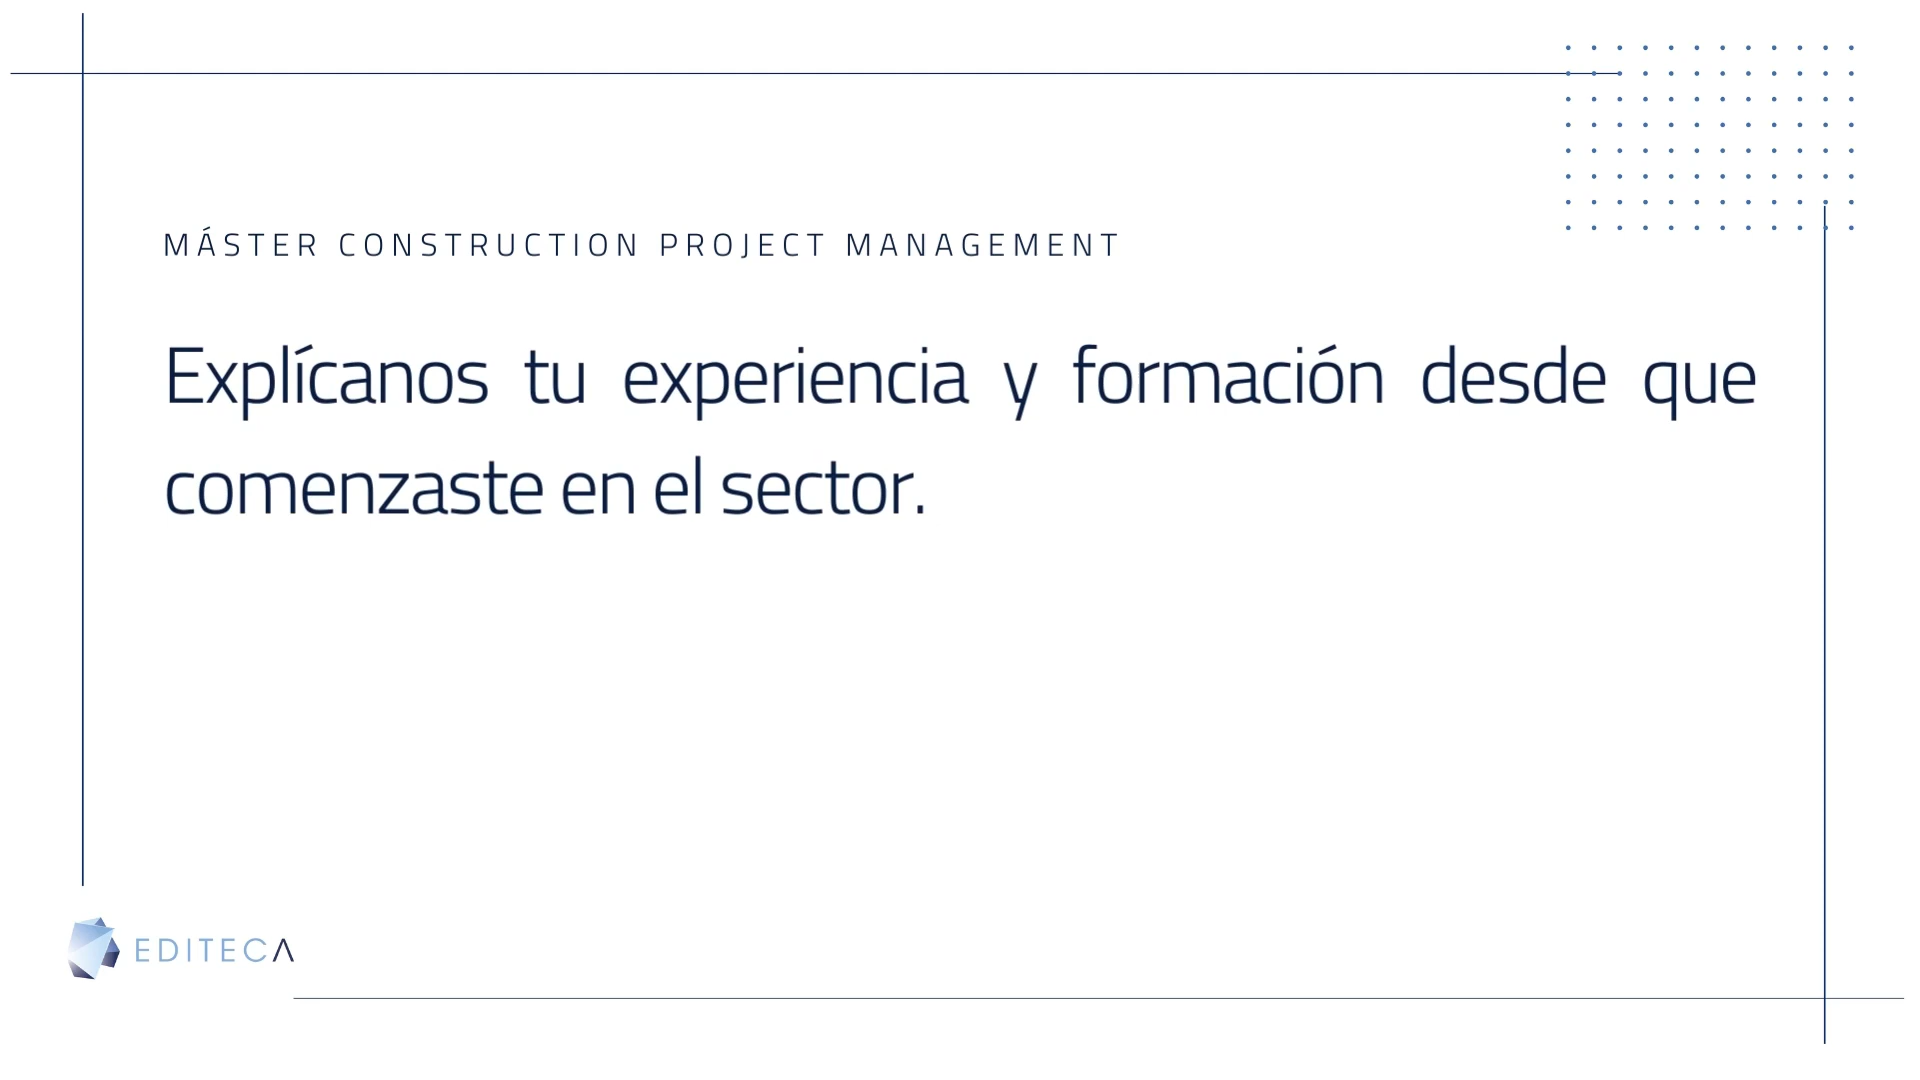 MÁSTER CONSTRUCTION PROJECT MANAGEMENT
Explícanos tu experiencia y formación desde que
comenzaste en el sector.
EDITECA